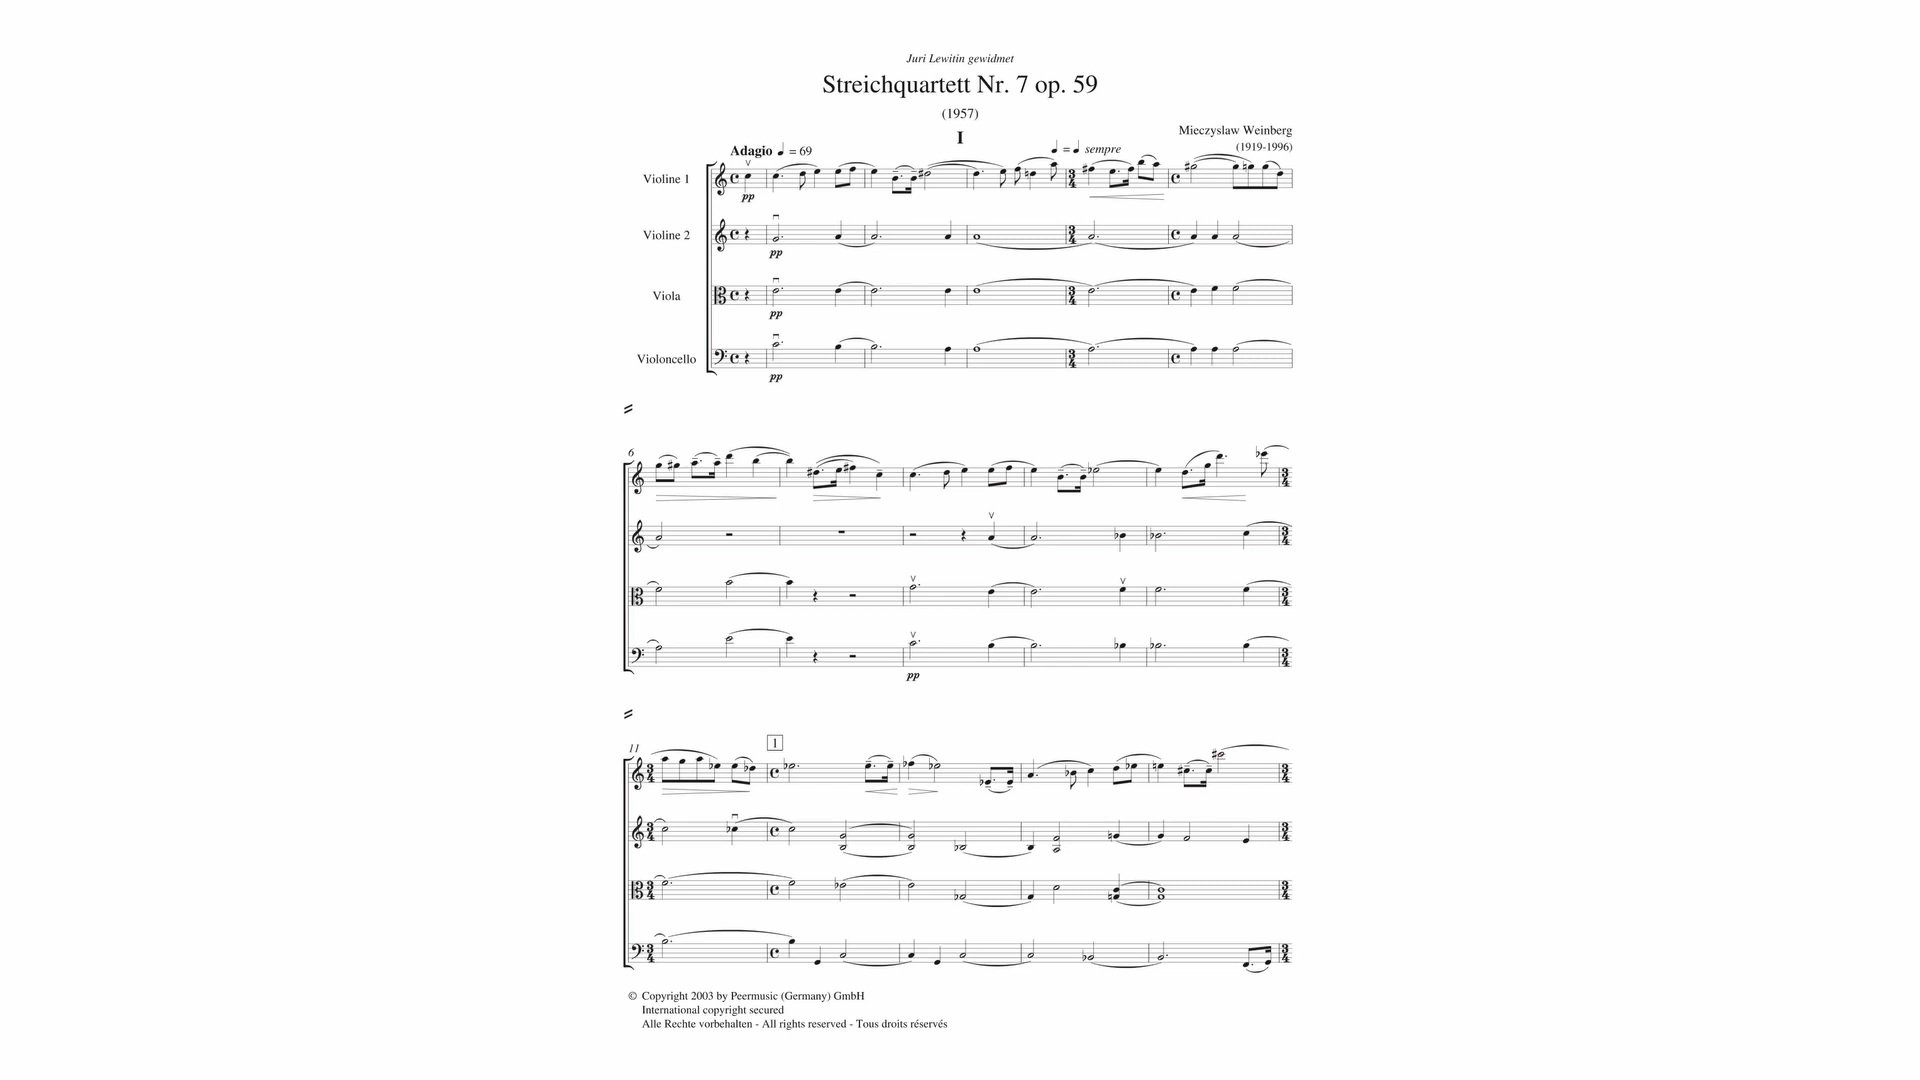 Juri Lewitin gewidmet
Streichquartett Nr. 7 op. 59
(1957)
I
Mieczyslaw Weinberg
(1919-1996)
Adagio ♩ = 69
♩ = ♩ sempre
Violine 1
pp
Violine 2
pp
Viola
pp
Violoncello
pp
6
pp
11
1
© Copyright 2003 by Peermusic (Germany) GmbH
International copyright secured
Alle Rechte vorbehalten - All rights reserved - Tous droits réservés